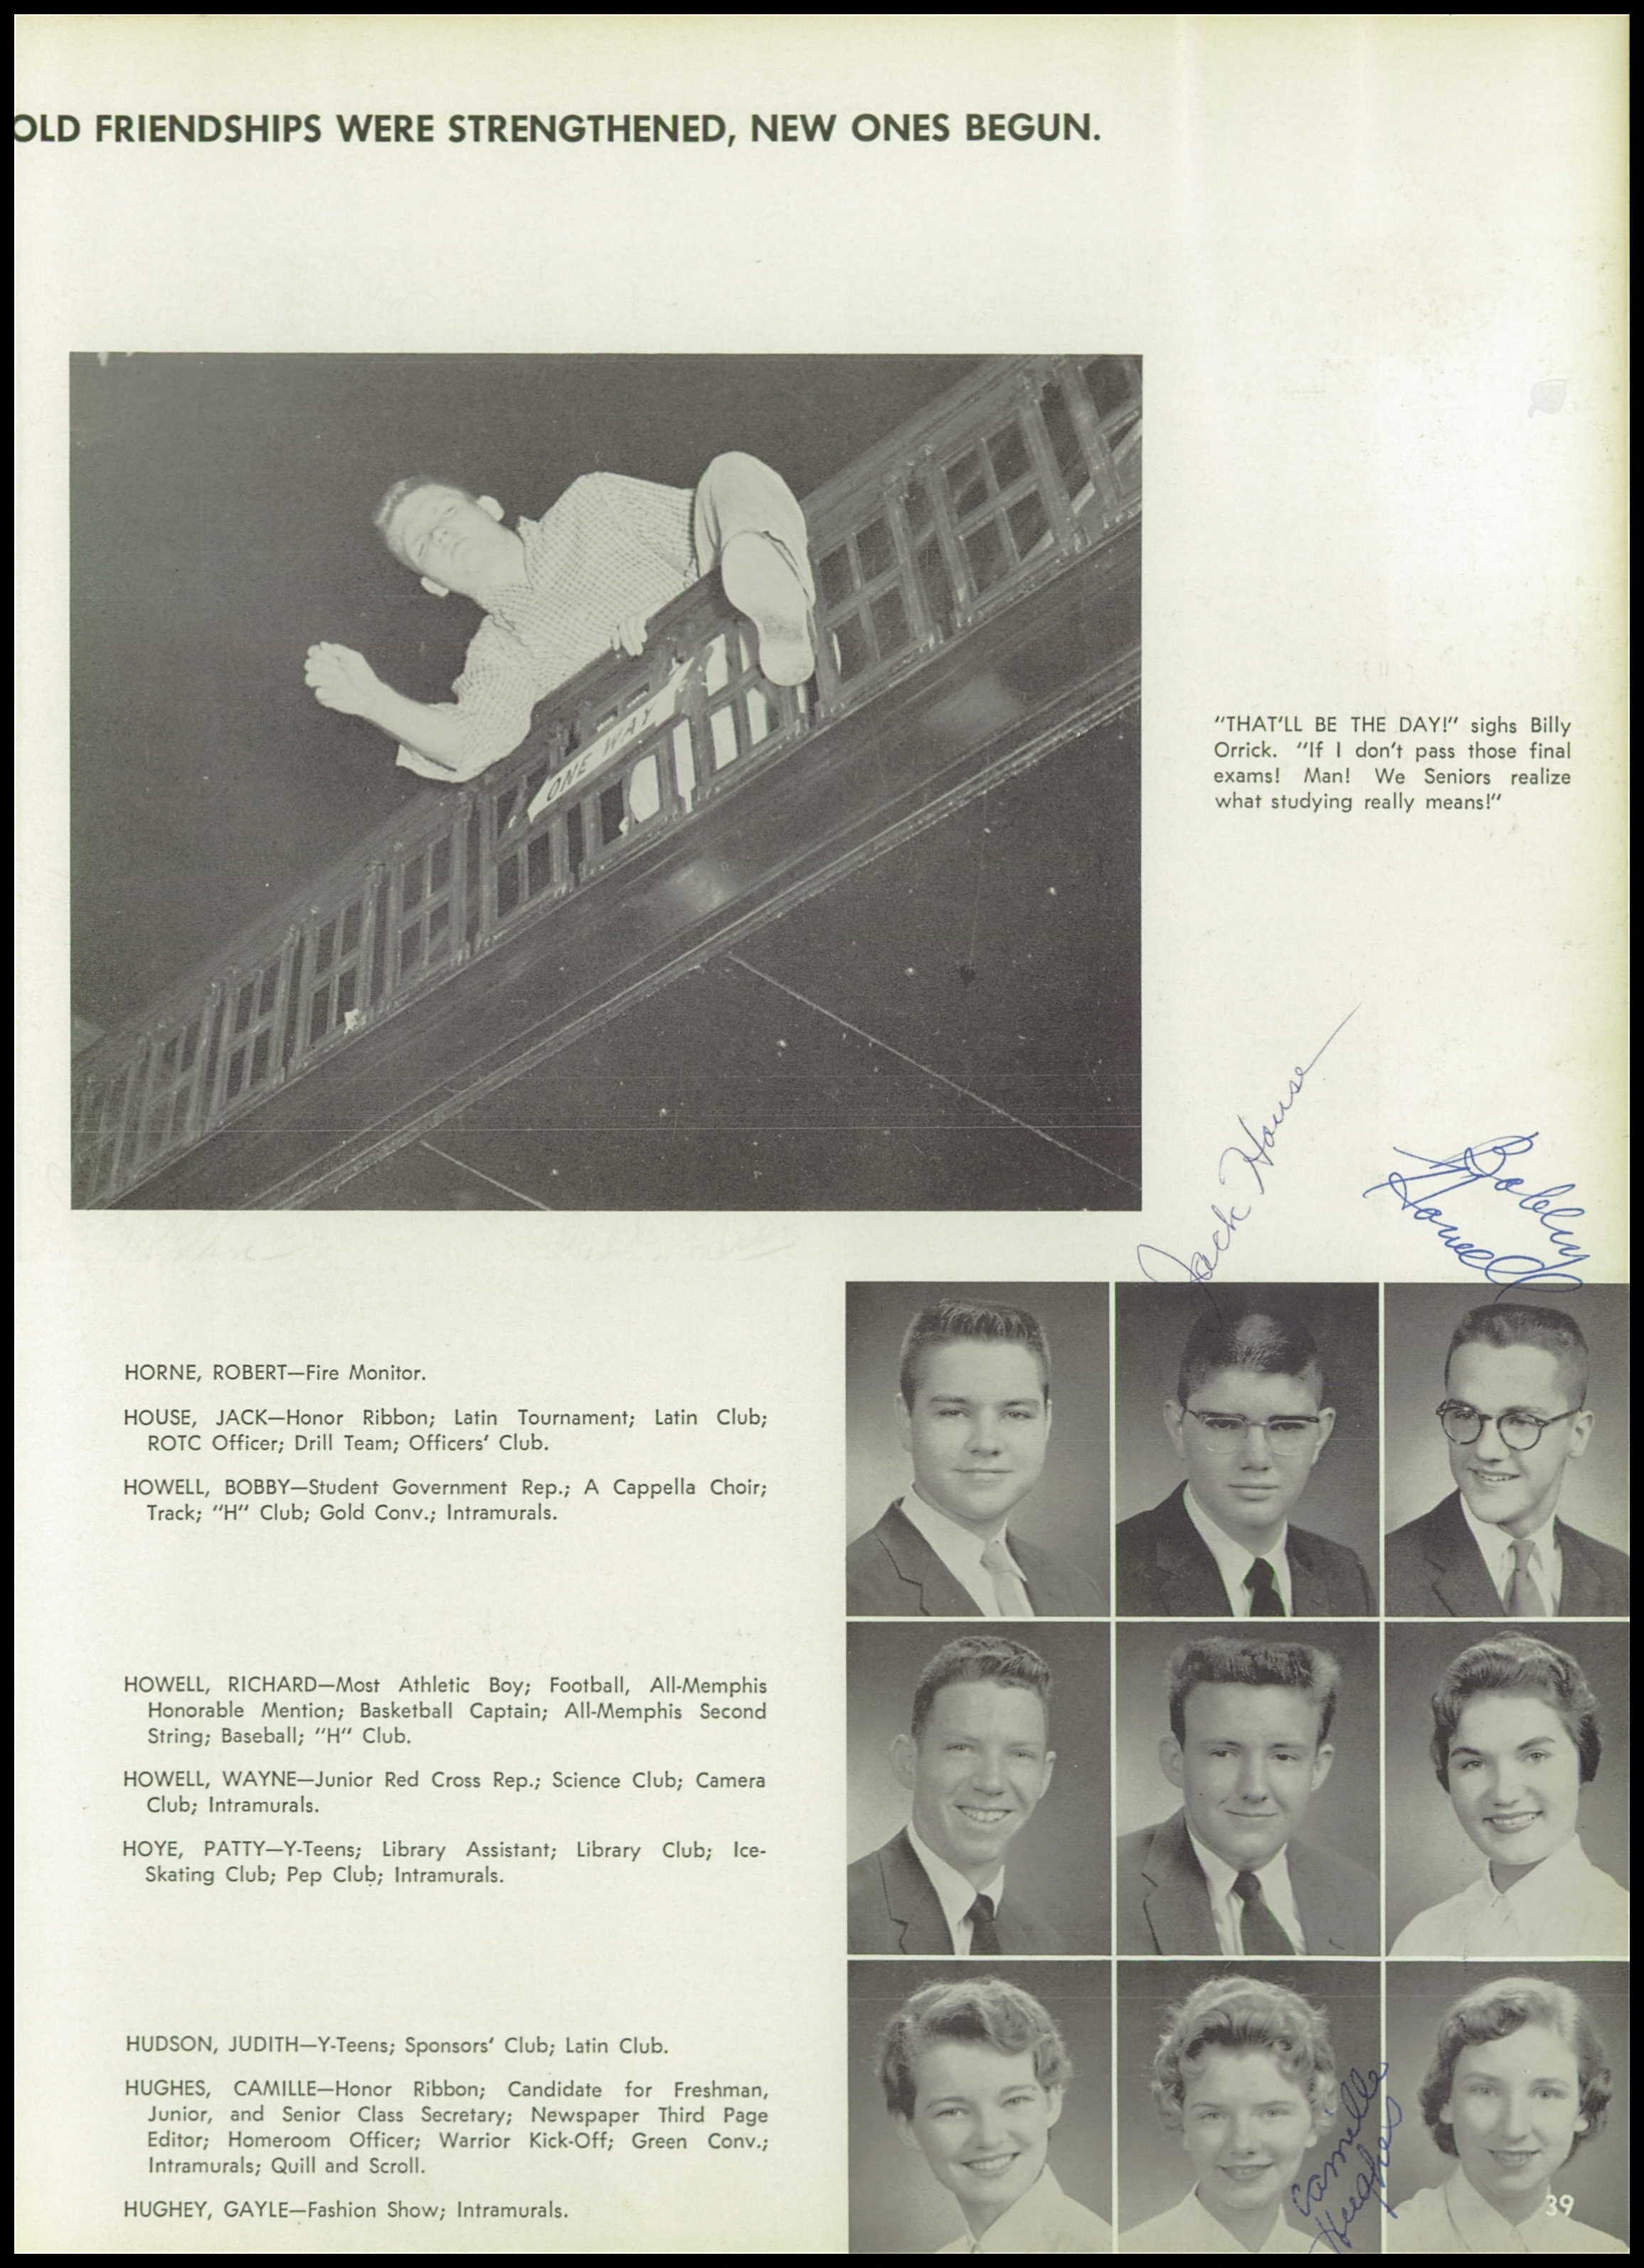 OLD FRIENDSHIPS WERE STRENGTHENED, NEW ONES BEGUN.
ONE WAY
"THAT'LL BE THE DAY!" sighs Billy
Orrick. "If I don't pass those final
exams! Man! We Seniors realize
what studying really means!"
Jack House
Bobby
Howell
HORNE, ROBERT—Fire Monitor.
HOUSE, JACK—Honor Ribbon; Latin Tournament; Latin Club;
ROTC Officer; Drill Team; Officers' Club.
HOWELL, BOBBY—Student Government Rep.; A Cappella Choir;
Track; "H" Club; Gold Conv.; Intramurals.
HOWELL, RICHARD—Most Athletic Boy; Football, All-Memphis
Honorable Mention; Basketball Captain; All-Memphis Second
String; Baseball; "H" Club.
HOWELL, WAYNE—Junior Red Cross Rep.; Science Club; Camera
Club; Intramurals.
HOYE, PATTY—Y-Teens; Library Assistant; Library Club; Ice-
Skating Club; Pep Club; Intramurals.
HUDSON, JUDITH—Y-Teens; Sponsors' Club; Latin Club.
HUGHES, CAMILLE—Honor Ribbon; Candidate for Freshman,
Junior, and Senior Class Secretary; Newspaper Third Page
Editor; Homeroom Officer; Warrior Kick-Off; Green Conv.;
Intramurals; Quill and Scroll.
HUGHEY, GAYLE—Fashion Show; Intramurals.
Camille
Hughes
39